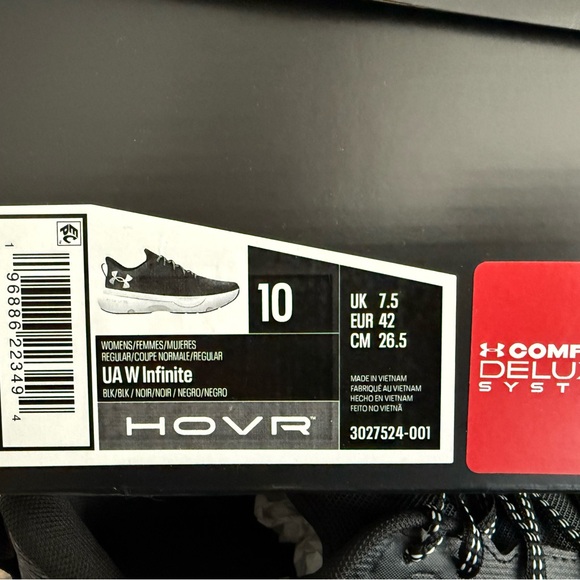 10
UK 7.5
EUR 42
CM 26.5
WOMENS/FEMMES/MUJERES
REGULAR/COUPE NORMALE/REGULAR
UA W Infinite
BLK/BLK / NOIR/NOIR / NEGRO/NEGRO
HOVR™
MADE IN VIETNAM
FABRIQUÉ AU VIETNAM
HECHO EN VIETNAM
FEITO NO VIETNÃ
3027524-001
1 96886 22349 4